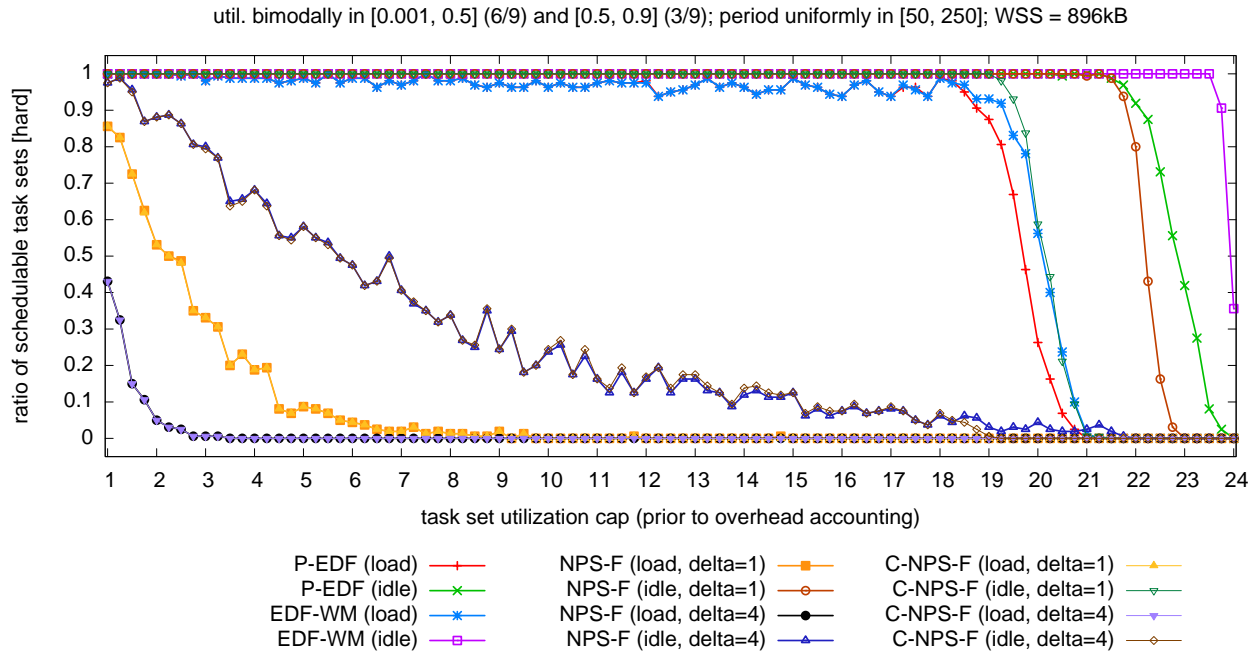 util. bimodally in [0.001, 0.5] (6/9) and [0.5, 0.9] (3/9); period uniformly in [50, 250]; WSS = 896kB
ratio of schedulable task sets [hard]
1
0.9
0.8
0.7
0.6
0.5
0.4
0.3
0.2
0.1
0
1 2 3 4 5 6 7 8 9 10 11 12 13 14 15 16 17 18 19 20 21 22 23 24
task set utilization cap (prior to overhead accounting)
P-EDF (load) NPS-F (load, delta=1) C-NPS-F (load, delta=1)
P-EDF (idle) NPS-F (idle, delta=1) C-NPS-F (idle, delta=1)
EDF-WM (load) NPS-F (load, delta=4) C-NPS-F (load, delta=4)
EDF-WM (idle) NPS-F (idle, delta=4) C-NPS-F (idle, delta=4)